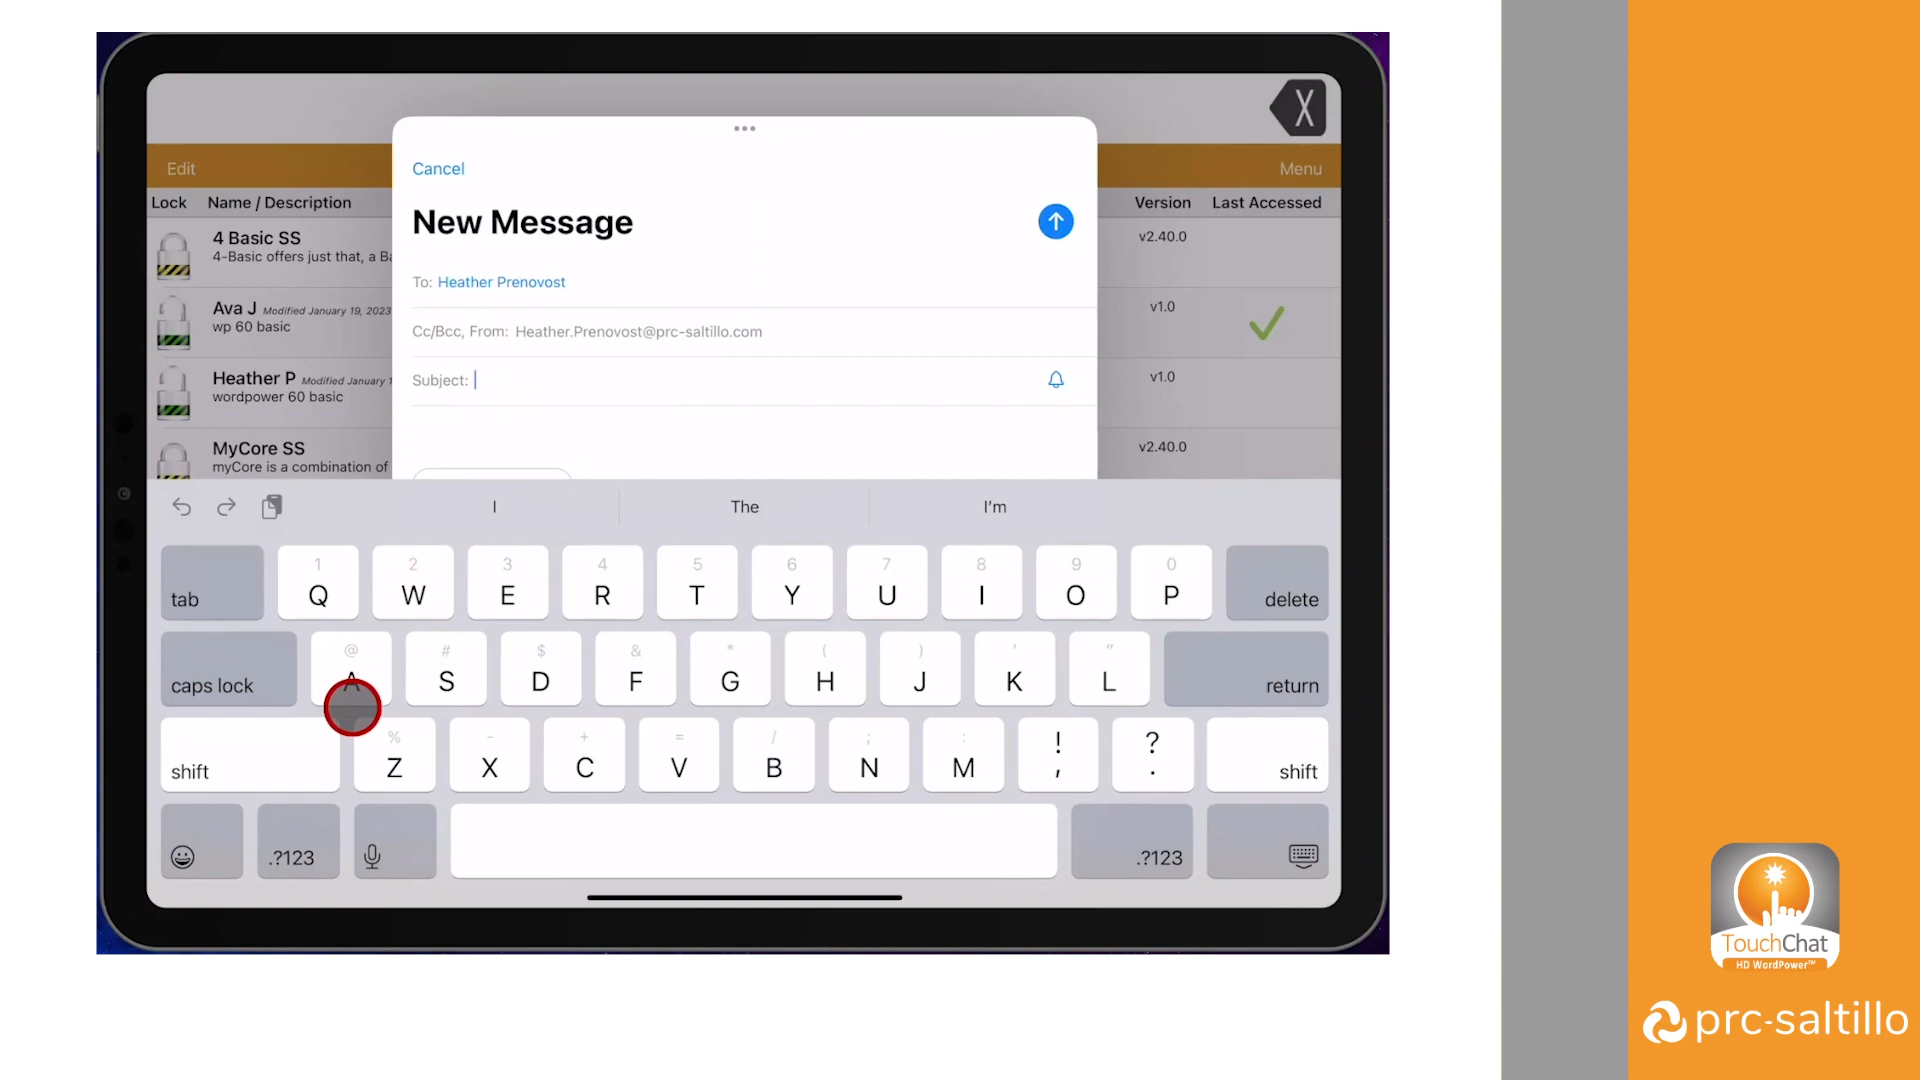 X
Cancel
Edit
Menu
Lock Name / Description
Version Last Accessed
New Message
4 Basic SS
4-Basic offers just that, a Ba
v2.40.0
To: Heather Prenovost
Ava J Modified January 19, 2023
wp 60 basic
v1.0
Cc/Bcc, From: Heather.Prenovost@prc-saltillo.com
Heather P Modified January 1
wordpower 60 basic
v1.0
Subject:
MyCore SS
myCore is a combination of
v2.40.0
I The I'm
1 2 3 4 5 6 7 8 9 0
tab Q W E R T Y U I O P delete
@ # $ & * ( ) ' "
caps lock A S D F G H J K L return
% - + = / ; : ! ?
shift Z X C V B N M , . shift
.?123 .?123
TouchChat
HD WordPower™
prc-saltillo